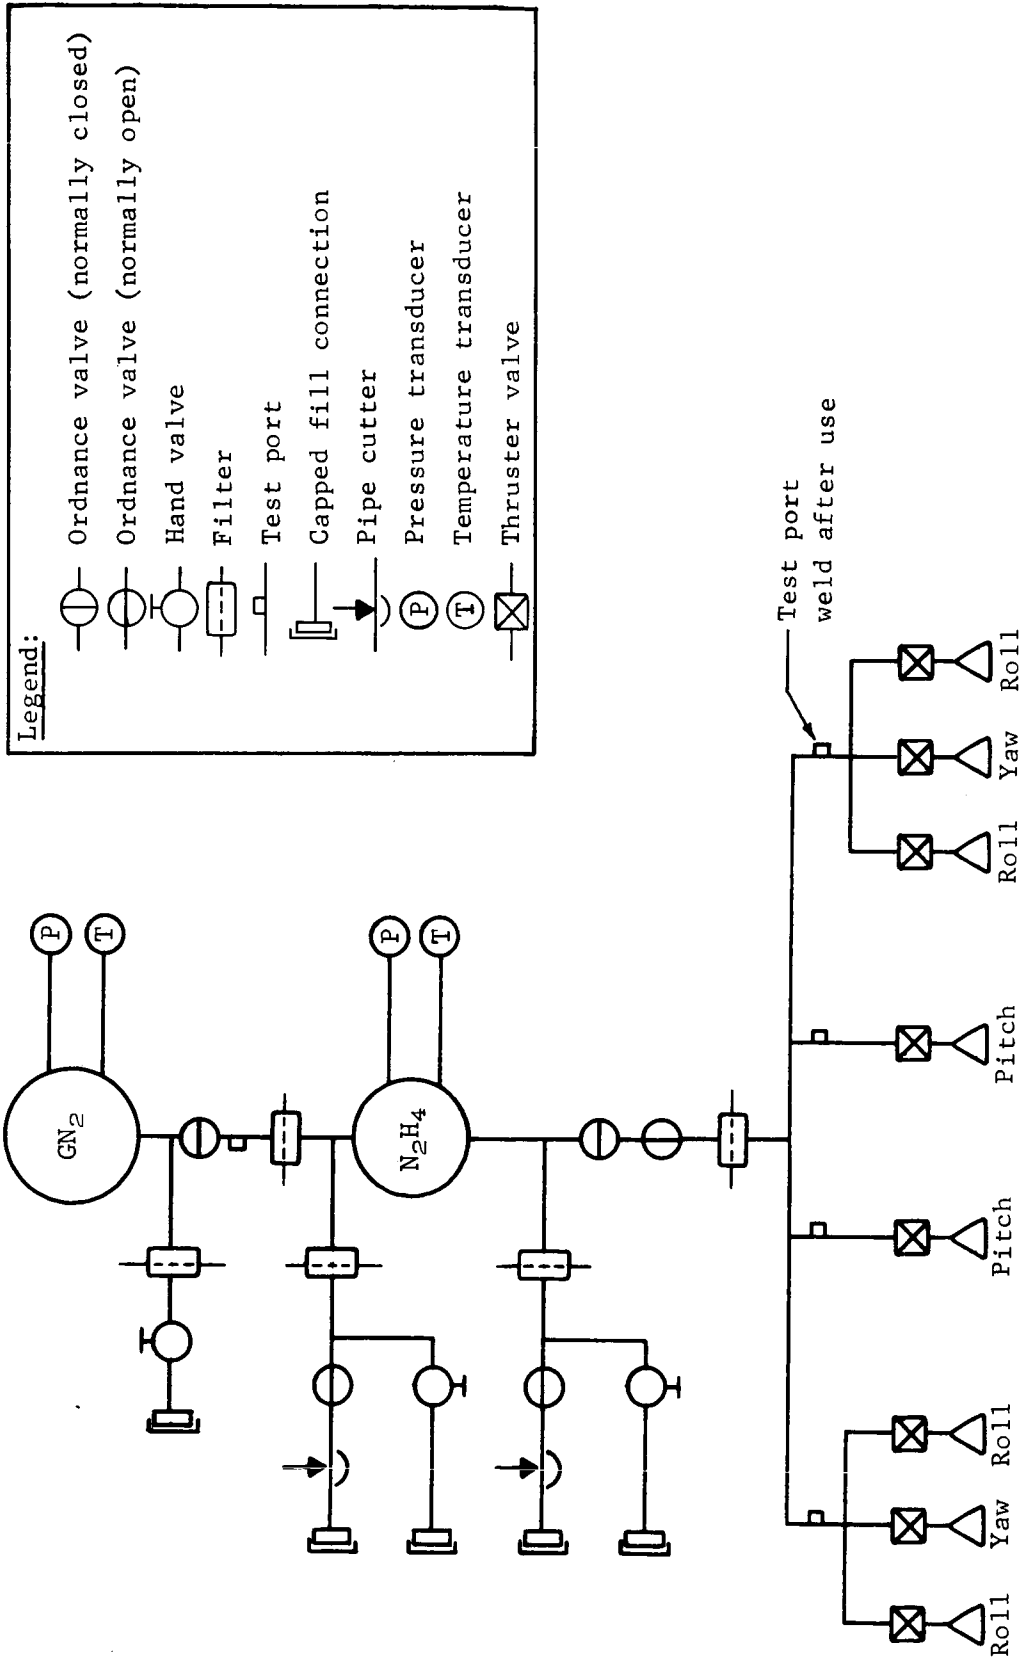 Legend:
Ordnance valve (normally closed)
Ordnance valve (normally open)
Hand valve
Filter
Test port
Capped fill connection
Pipe cutter
P Pressure transducer
T Temperature transducer
Thruster valve
GN2
P
T
N2H4
P
T
Test port
weld after use
Roll
Yaw
Roll
Pitch
Pitch
Roll
Yaw
Roll